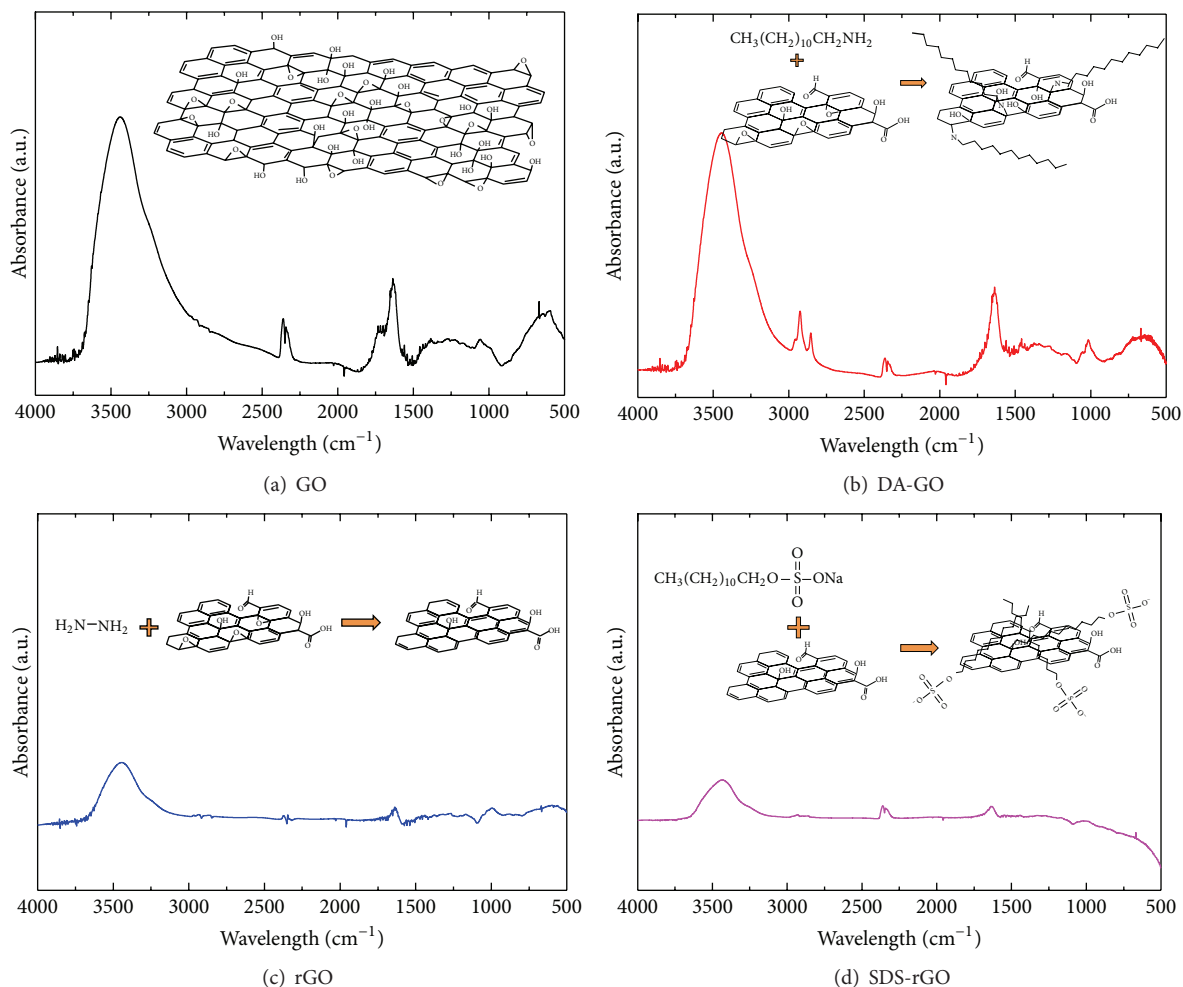 Absorbance (a.u.)
4000 3500 3000 2500 2000 1500 1000 500
Wavelength (cm⁻¹)
(a) GO
CH₃(CH₂)₁₀CH₂NH₂
+
Absorbance (a.u.)
4000 3500 3000 2500 2000 1500 1000 500
Wavelength (cm⁻¹)
(b) DA-GO
H₂N−NH₂ +
Absorbance (a.u.)
4000 3500 3000 2500 2000 1500 1000 500
Wavelength (cm⁻¹)
(c) rGO
O
CH₃(CH₂)₁₀CH₂O S ONa
O
+
Absorbance (a.u.)
4000 3500 3000 2500 2000 1500 1000 500
Wavelength (cm⁻¹)
(d) SDS-rGO